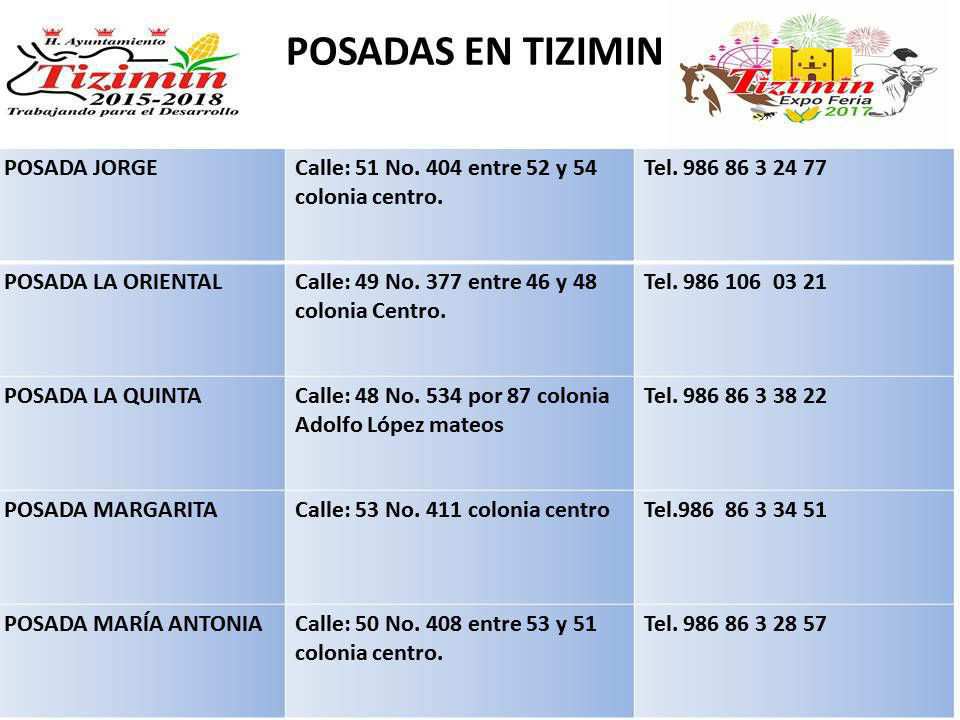 H. Ayuntamiento
Tizimín
2015-2018
Trabajando para el Desarrollo
POSADAS EN TIZIMIN
Tizimín
Expo Feria
2017
POSADA JORGE
Calle: 51 No. 404 entre 52 y 54
colonia centro.
Tel. 986 86 3 24 77
POSADA LA ORIENTAL
Calle: 49 No. 377 entre 46 y 48
colonia Centro.
Tel. 986 106  03 21
POSADA LA QUINTA
Calle: 48 No. 534 por 87 colonia
Adolfo López mateos
Tel. 986 86 3 38 22
POSADA MARGARITA
Calle: 53 No. 411 colonia centro
Tel.986  86 3 34 51
POSADA MARÍA ANTONIA
Calle: 50 No. 408 entre 53 y 51
colonia centro.
Tel. 986 86 3 28 57